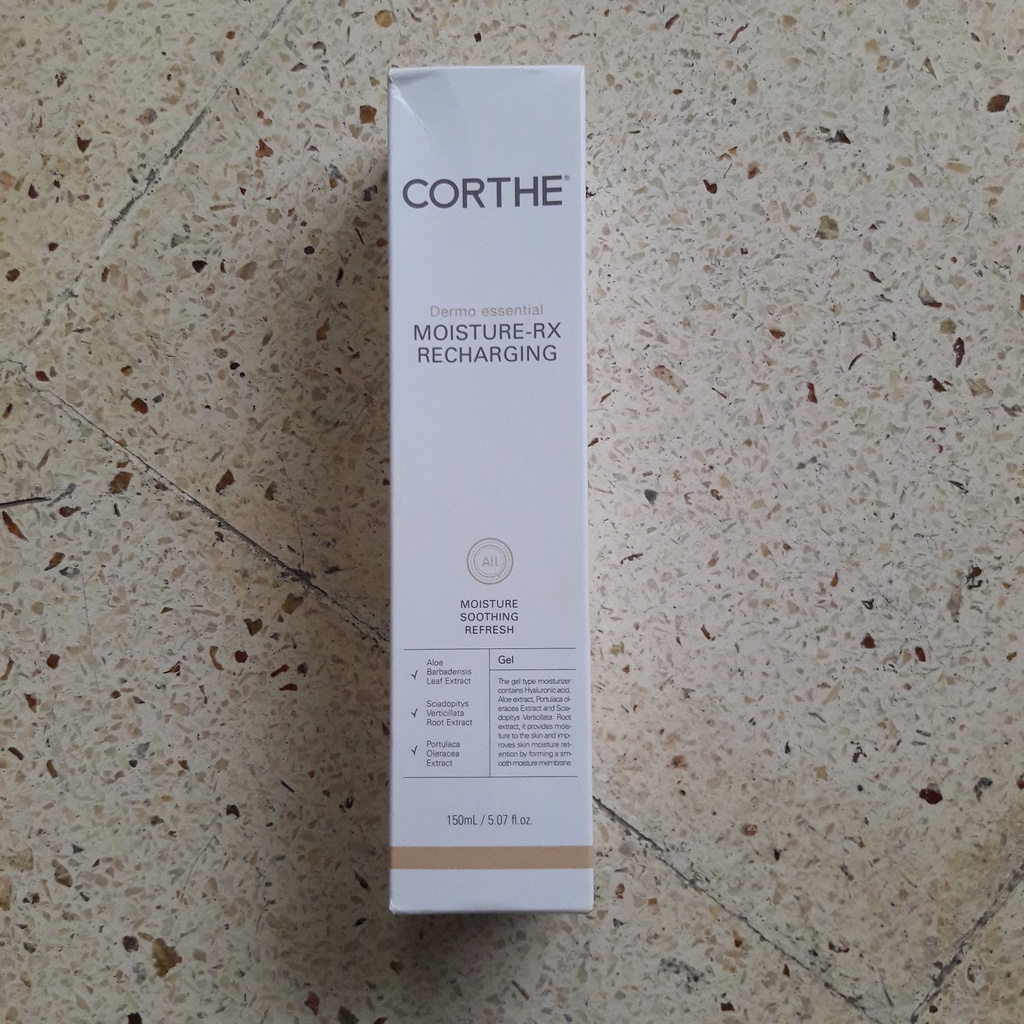 CORTHE®
Dermo essential
MOISTURE-RX
RECHARGING
All
MOISTURE
SOOTHING
REFRESH
✓ Aloe
Barbadensis
Leaf Extract
✓ Sciadopitys
Verticillata
Root Extract
✓ Portulaca
Oleracea
Extract
Gel
The gel type moisturizer
contains Hyaluronic acid,
Aloe extract, Portulaca ol-
eracea Extract and Scia-
dopitys Verticillata Root
extract, it provides mois-
ture to the skin and imp-
roves skin moisture ret-
ention by forming a sm-
ooth moisture membrane.
150mL / 5.07 fl.oz.